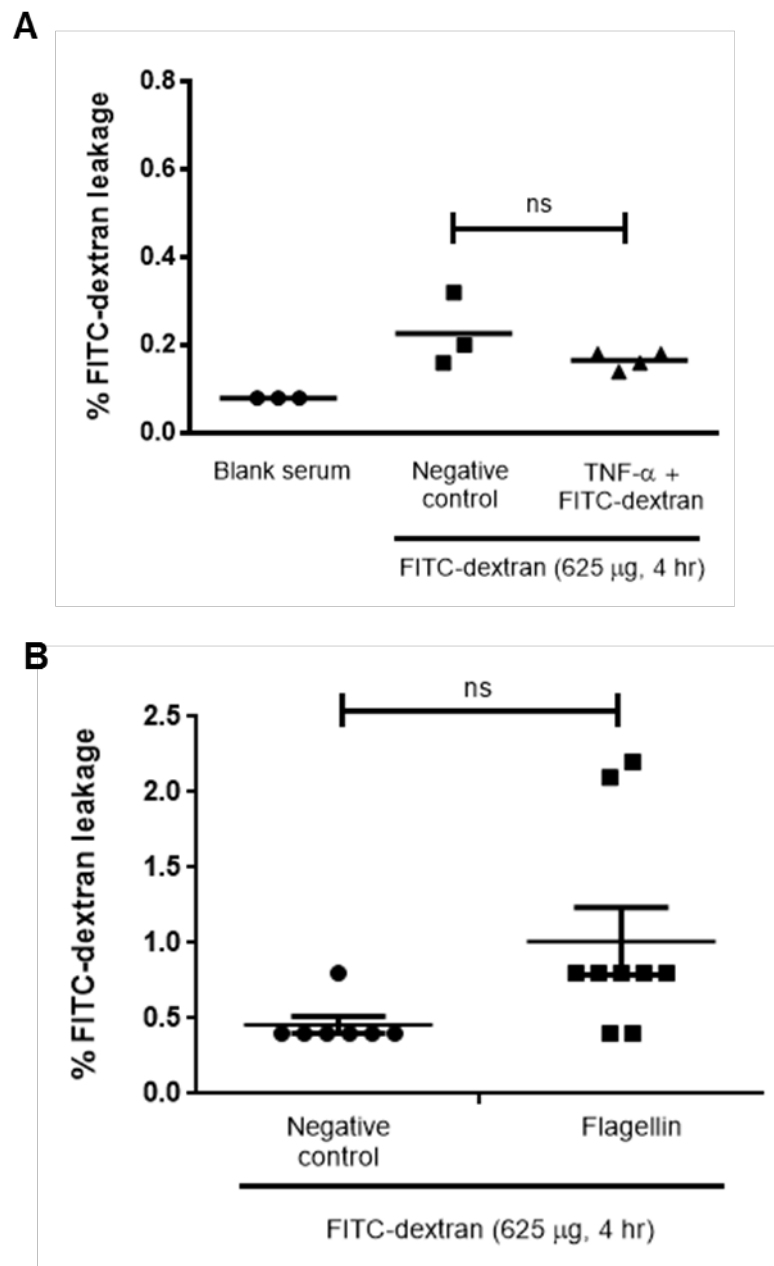 A
% FITC-dextran leakage
0.8
0.6
0.4
0.2
0.0
ns
Blank serum
Negative
control
TNF-α +
FITC-dextran
FITC-dextran (625 μg, 4 hr)
B
% FITC-dextran leakage
2.5
2.0
1.5
1.0
0.5
0.0
ns
Negative
control
Flagellin
FITC-dextran (625 μg, 4 hr)